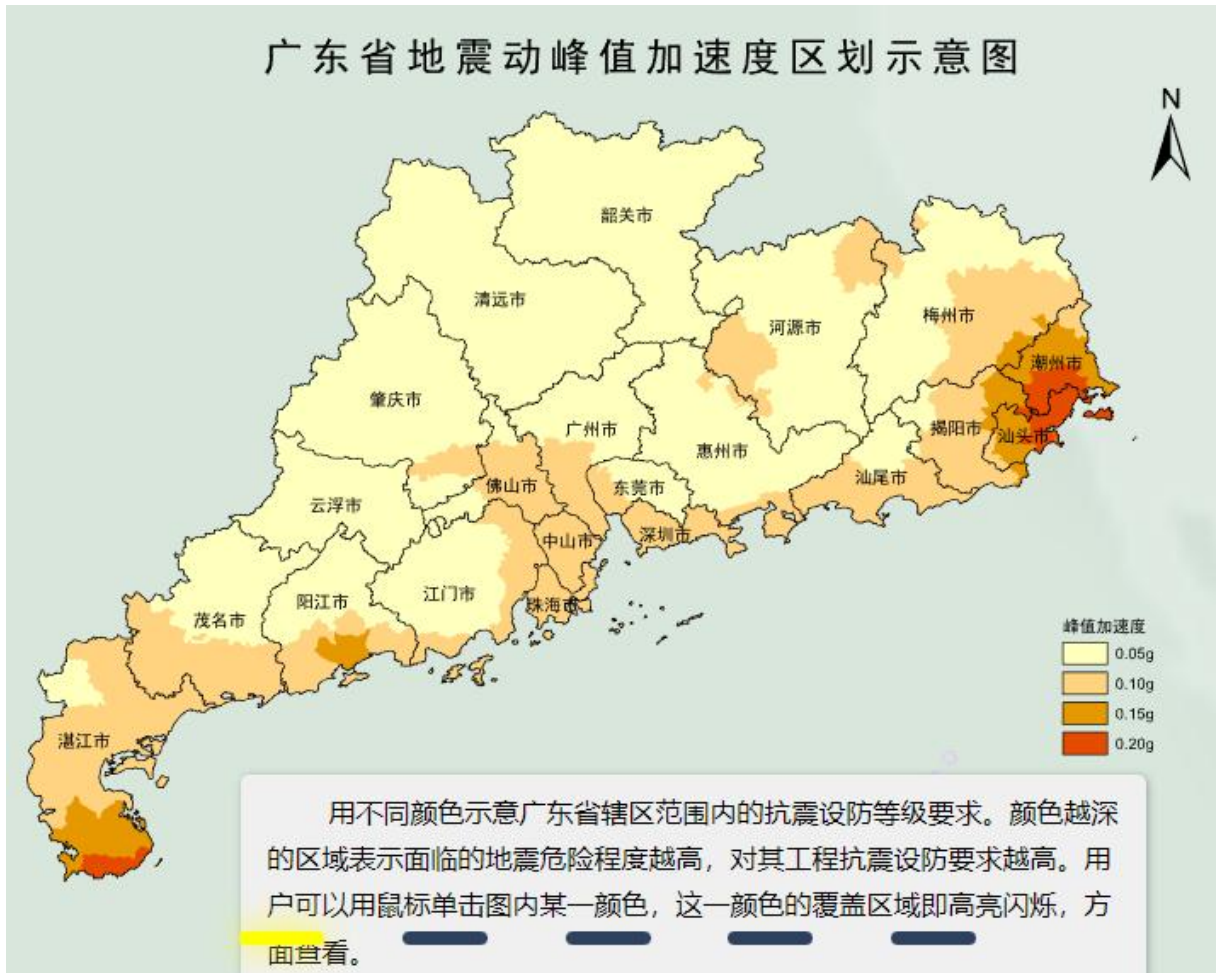 广东省地震动峰值加速度区划示意图
N
韶关市
清远市
河源市
梅州市
潮州市
肇庆市
广州市
惠州市
揭阳市
汕头市
汕尾市
佛山市
东莞市
云浮市
中山市
深圳市
江门市
阳江市
珠海市
茂名市
湛江市
峰值加速度
0.05g
0.10g
0.15g
0.20g
用不同颜色示意广东省辖区范围内的抗震设防等级要求。颜色越深
的区域表示面临的地震危险程度越高，对其工程抗震设防要求越高。用
户可以用鼠标单击图内某一颜色，这一颜色的覆盖区域即高亮闪烁，方
面查看。